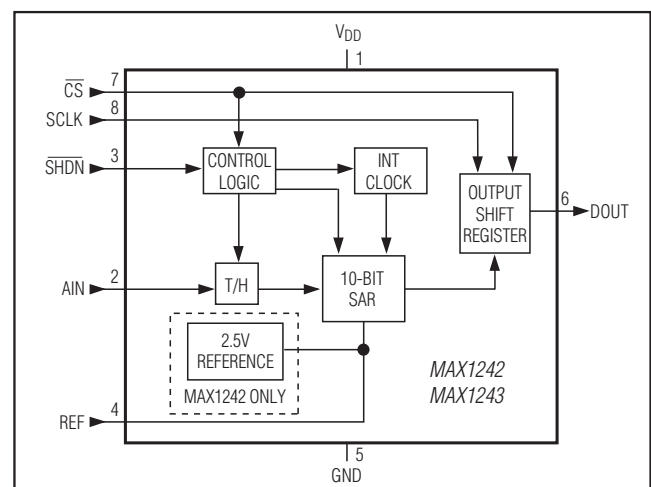 VDD
1
7
CS
8
SCLK
3
SHDN
CONTROL
LOGIC
INT
CLOCK
OUTPUT
SHIFT
REGISTER
6
DOUT
2
AIN
T/H
10-BIT
SAR
2.5V
REFERENCE
MAX1242 ONLY
MAX1242
MAX1243
4
REF
5
GND